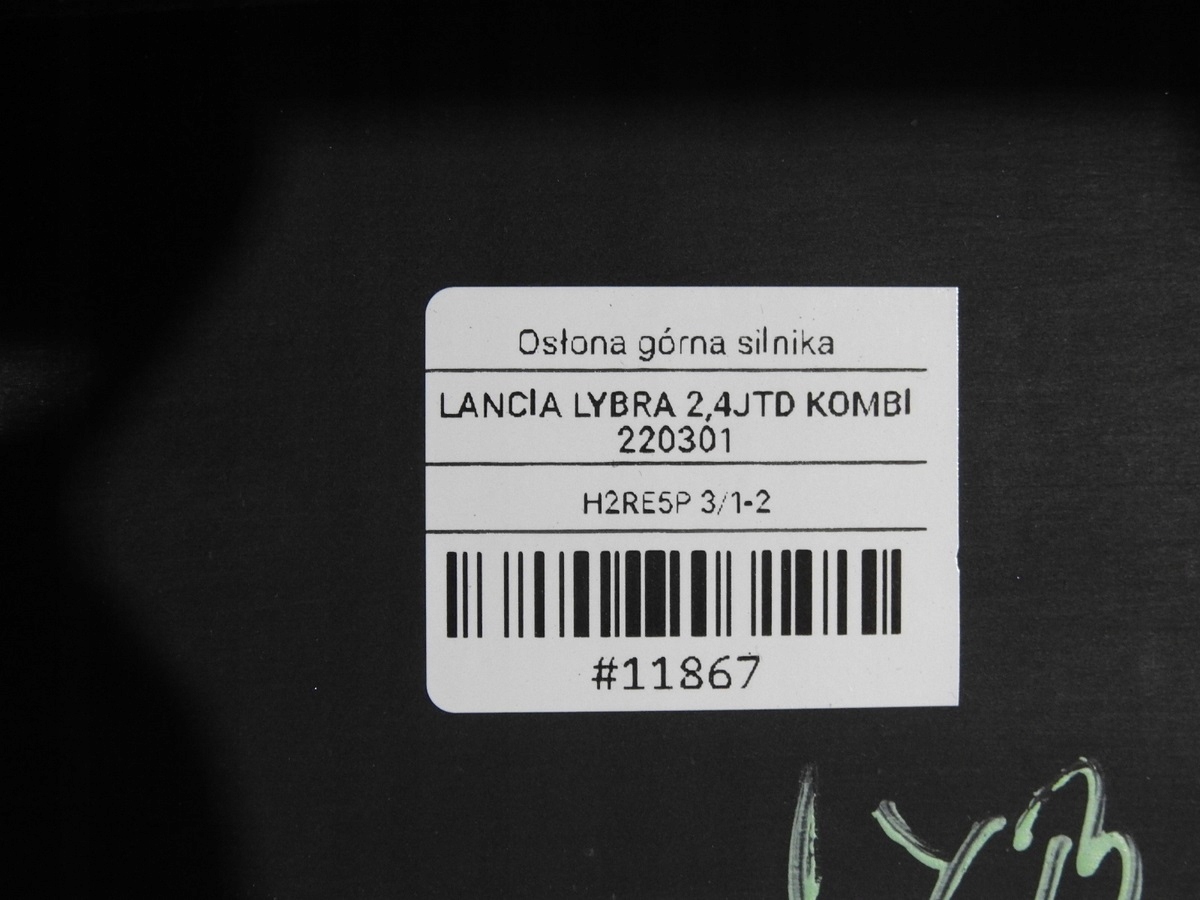 Osłona górna silnika
LANCIA LYBRA 2,4JTD KOMBI
220301
H2RE5P 3/1-2
#11867